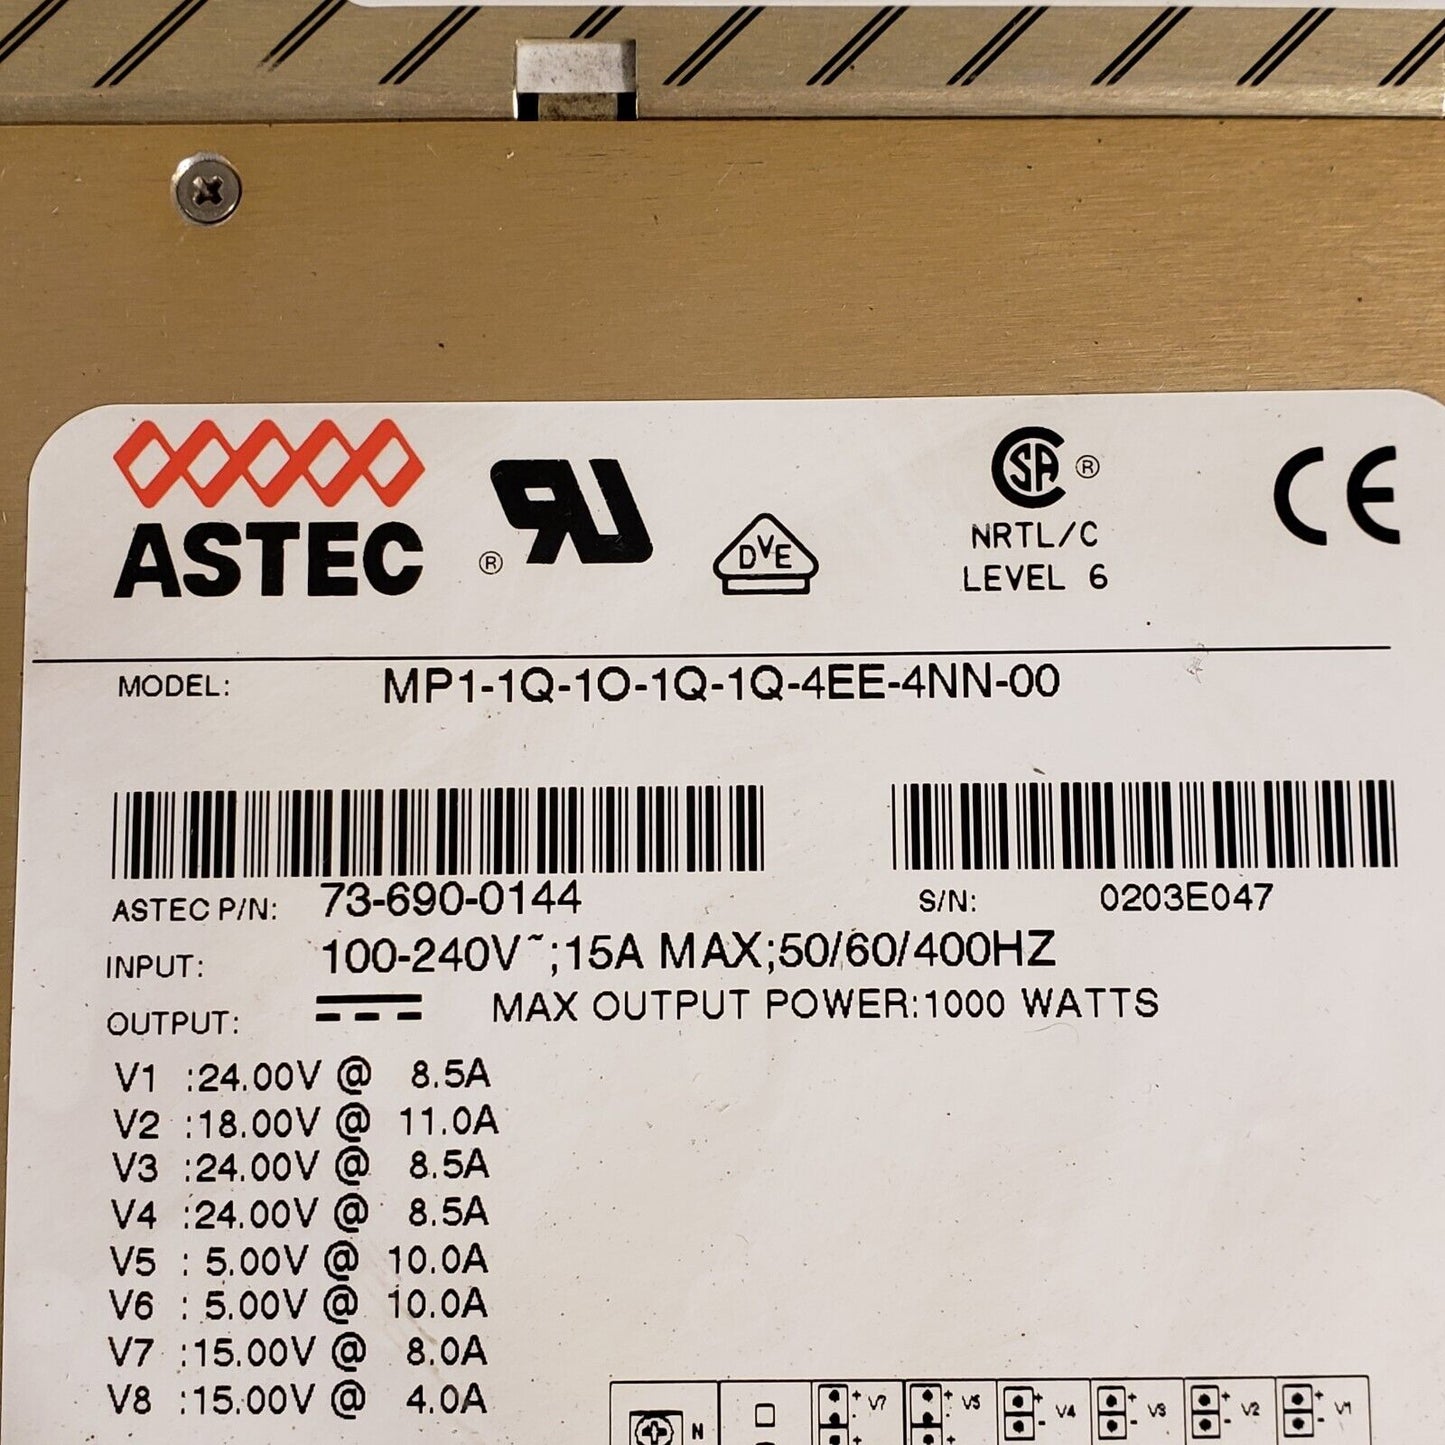 ASTEC
®
DVE
SA ®
NRTL/C
LEVEL 6
CE
MODEL: MP1-1Q-1O-1Q-1Q-4EE-4NN-00
ASTEC P/N: 73-690-0144
S/N: 0203E047
INPUT: 100-240V~;15A MAX;50/60/400HZ
OUTPUT: MAX OUTPUT POWER:1000 WATTS
V1 :24.00V @ 8.5A
V2 :18.00V @ 11.0A
V3 :24.00V @ 8.5A
V4 :24.00V @ 8.5A
V5 : 5.00V @ 10.0A
V6 : 5.00V @ 10.0A
V7 :15.00V @ 8.0A
V8 :15.00V @ 4.0A
N + - V7 + - V5 + - V4 + - V3 + - V2 + - V1